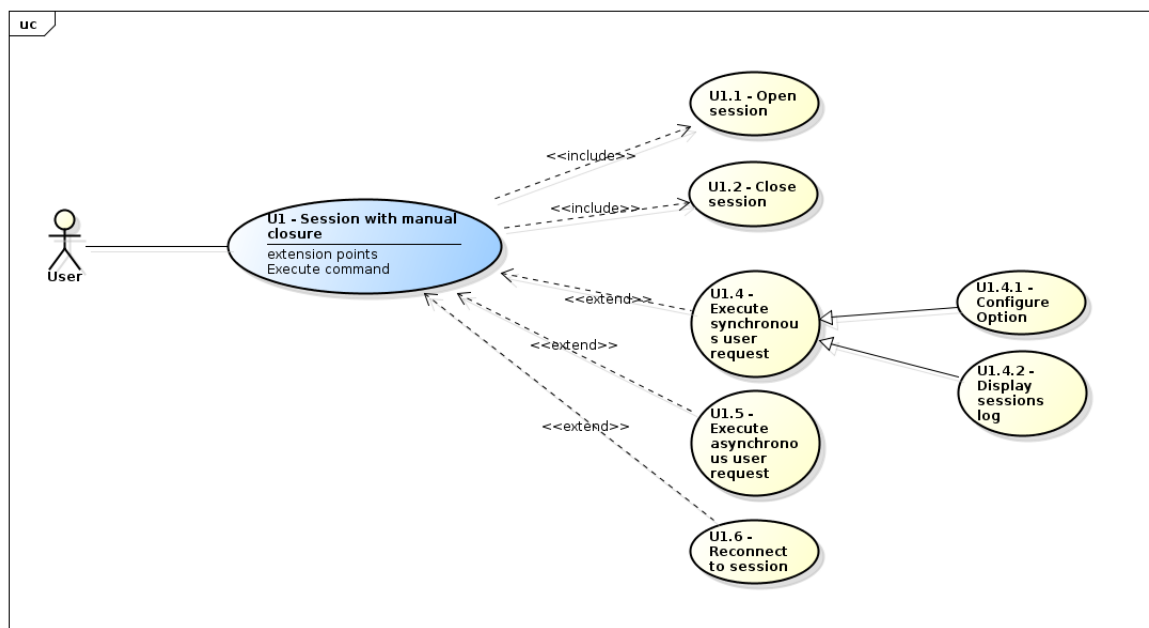 uc
U1.1 - Open
session
<<include>>
U1.2 - Close
session
<<include>>
U1 - Session with manual
closure
extension points
Execute command
User
<<extend>>
U1.4 -
Execute
synchronou
s user
request
U1.4.1 -
Configure
Option
<<extend>>
U1.4.2 -
Display
sessions
log
U1.5 -
Execute
asynchrono
us user
request
<<extend>>
U1.6 -
Reconnect
to session